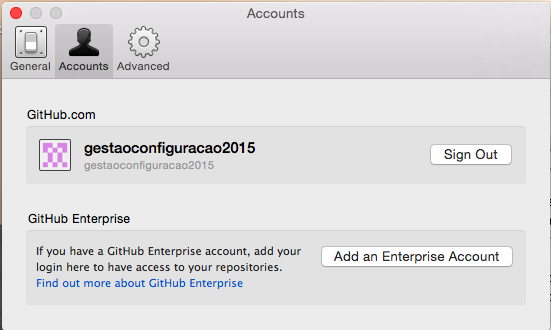 Accounts
General
Accounts
Advanced
GitHub.com
gestaoconfiguracao2015
gestaoconfiguracao2015
Sign Out
GitHub Enterprise
If you have a GitHub Enterprise account, add your
login here to have access to your repositories.
Find out more about GitHub Enterprise
Add an Enterprise Account